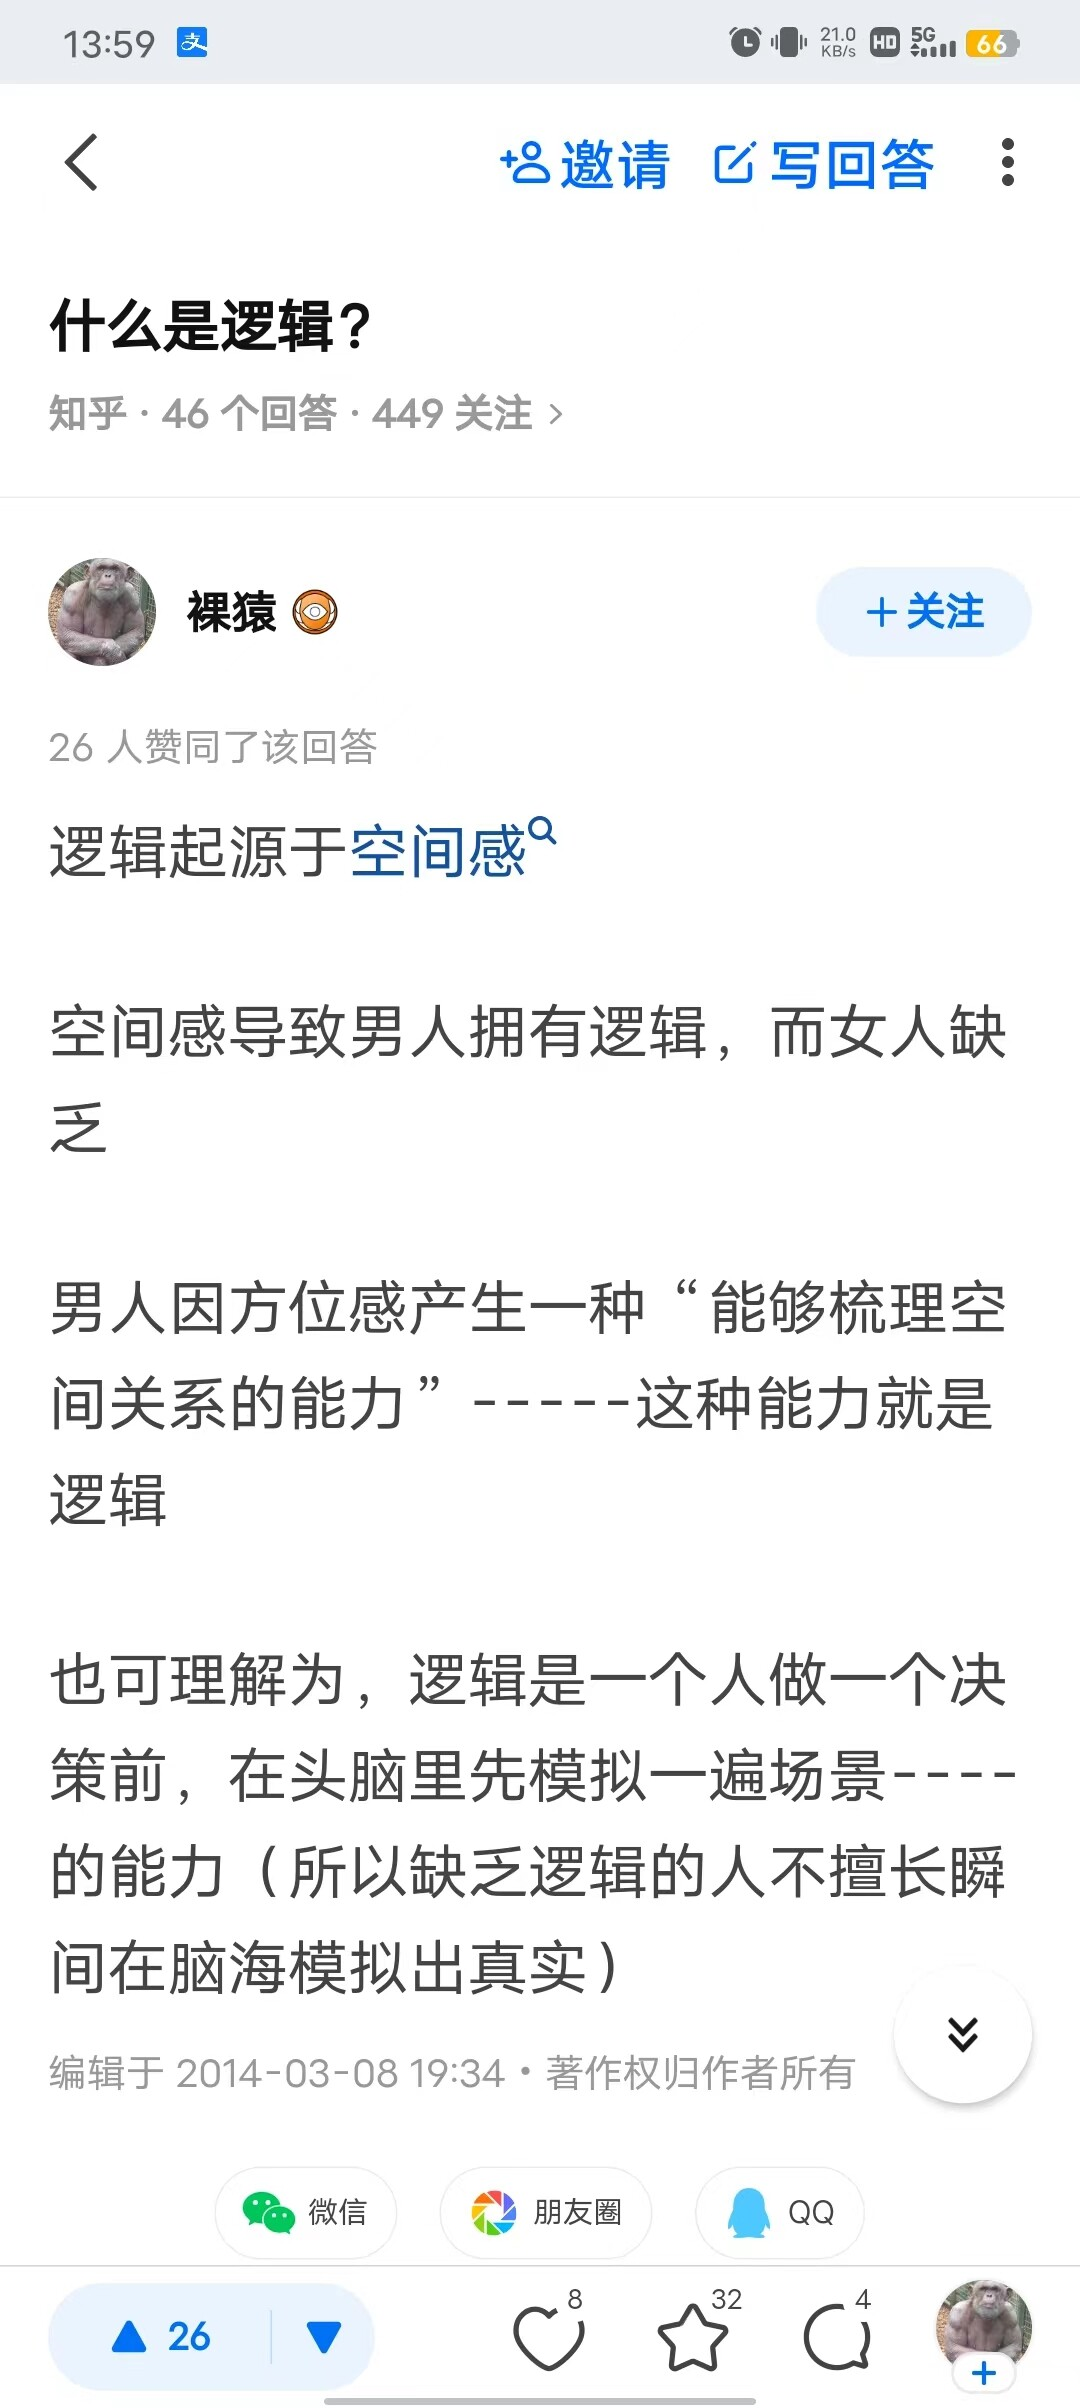 13:59 支 21.0 KB/s HD 5G 66
邀请 写回答
什么是逻辑?
知乎 · 46 个回答 · 449 关注 >
裸猿 +关注
26 人赞同了该回答
逻辑起源于空间感
空间感导致男人拥有逻辑，而女人缺
乏
男人因方位感产生一种“能够梳理空
间关系的能力”-----这种能力就是
逻辑
也可理解为，逻辑是一个人做一个决
策前，在头脑里先模拟一遍场景----
的能力（所以缺乏逻辑的人不擅长瞬
间在脑海模拟出真实）
编辑于 2014-03-08 19:34 · 著作权归作者所有
微信 朋友圈 QQ
26 8 32 4